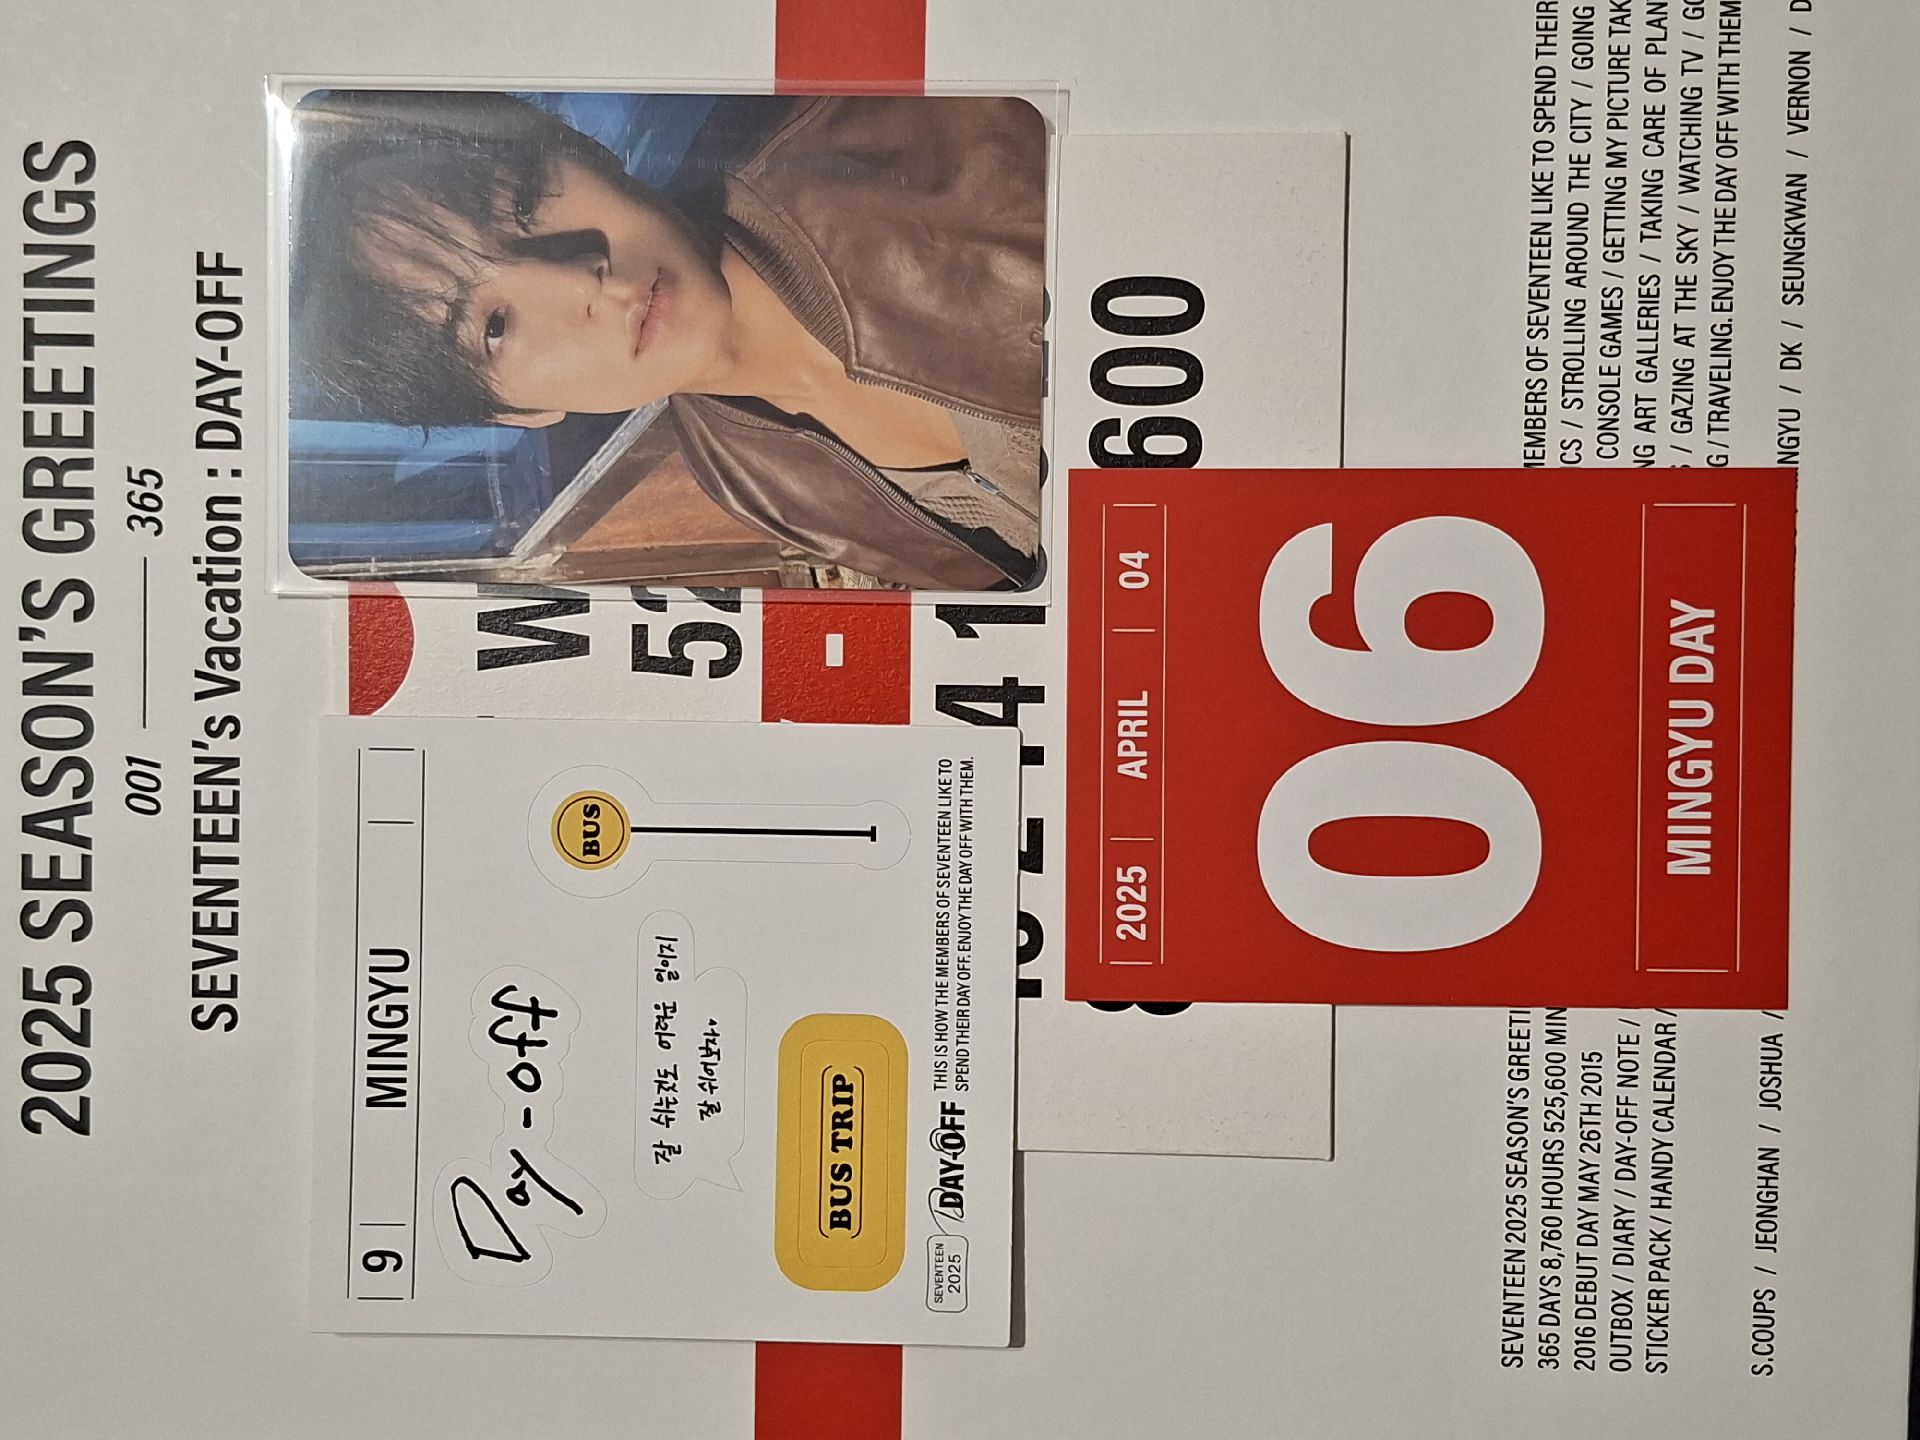 2025 SEASON'S GREETINGS
001 — 365
SEVENTEEN's Vacation : DAY-OFF
9 MINGYU
Day-off
BUS
잘 쉬는것도 어려운 일이지
잘 쉬어보자♥
BUS TRIP
SEVENTEEN
2025
DAY-OFF
THIS IS HOW THE MEMBERS OF SEVENTEEN LIKE TO
SPEND THEIR DAY OFF. ENJOY THE DAY OFF WITH THEM.
W
52
-
600
2025 APRIL 04
06
MINGYU DAY
SEVENTEEN 2025 SEASON'S GREETI
365 DAYS 8,760 HOURS 525,600 MIN
2016 DEBUT DAY MAY 26TH 2015
OUTBOX / DIARY / DAY-OFF NOTE /
STICKER PACK / HANDY CALENDAR /
MEMBERS OF SEVENTEEN LIKE TO SPEND THEIR
CS / STROLLING AROUND THE CITY / GOING
CONSOLE GAMES / GETTING MY PICTURE TAK
NG ART GALLERIES / TAKING CARE OF PLAN
/ GAZING AT THE SKY / WATCHING TV / GO
G / TRAVELING. ENJOY THE DAY OFF WITH THEM
S.COUPS / JEONGHAN / JOSHUA /
NGYU / DK / SEUNGKWAN / VERNON / D